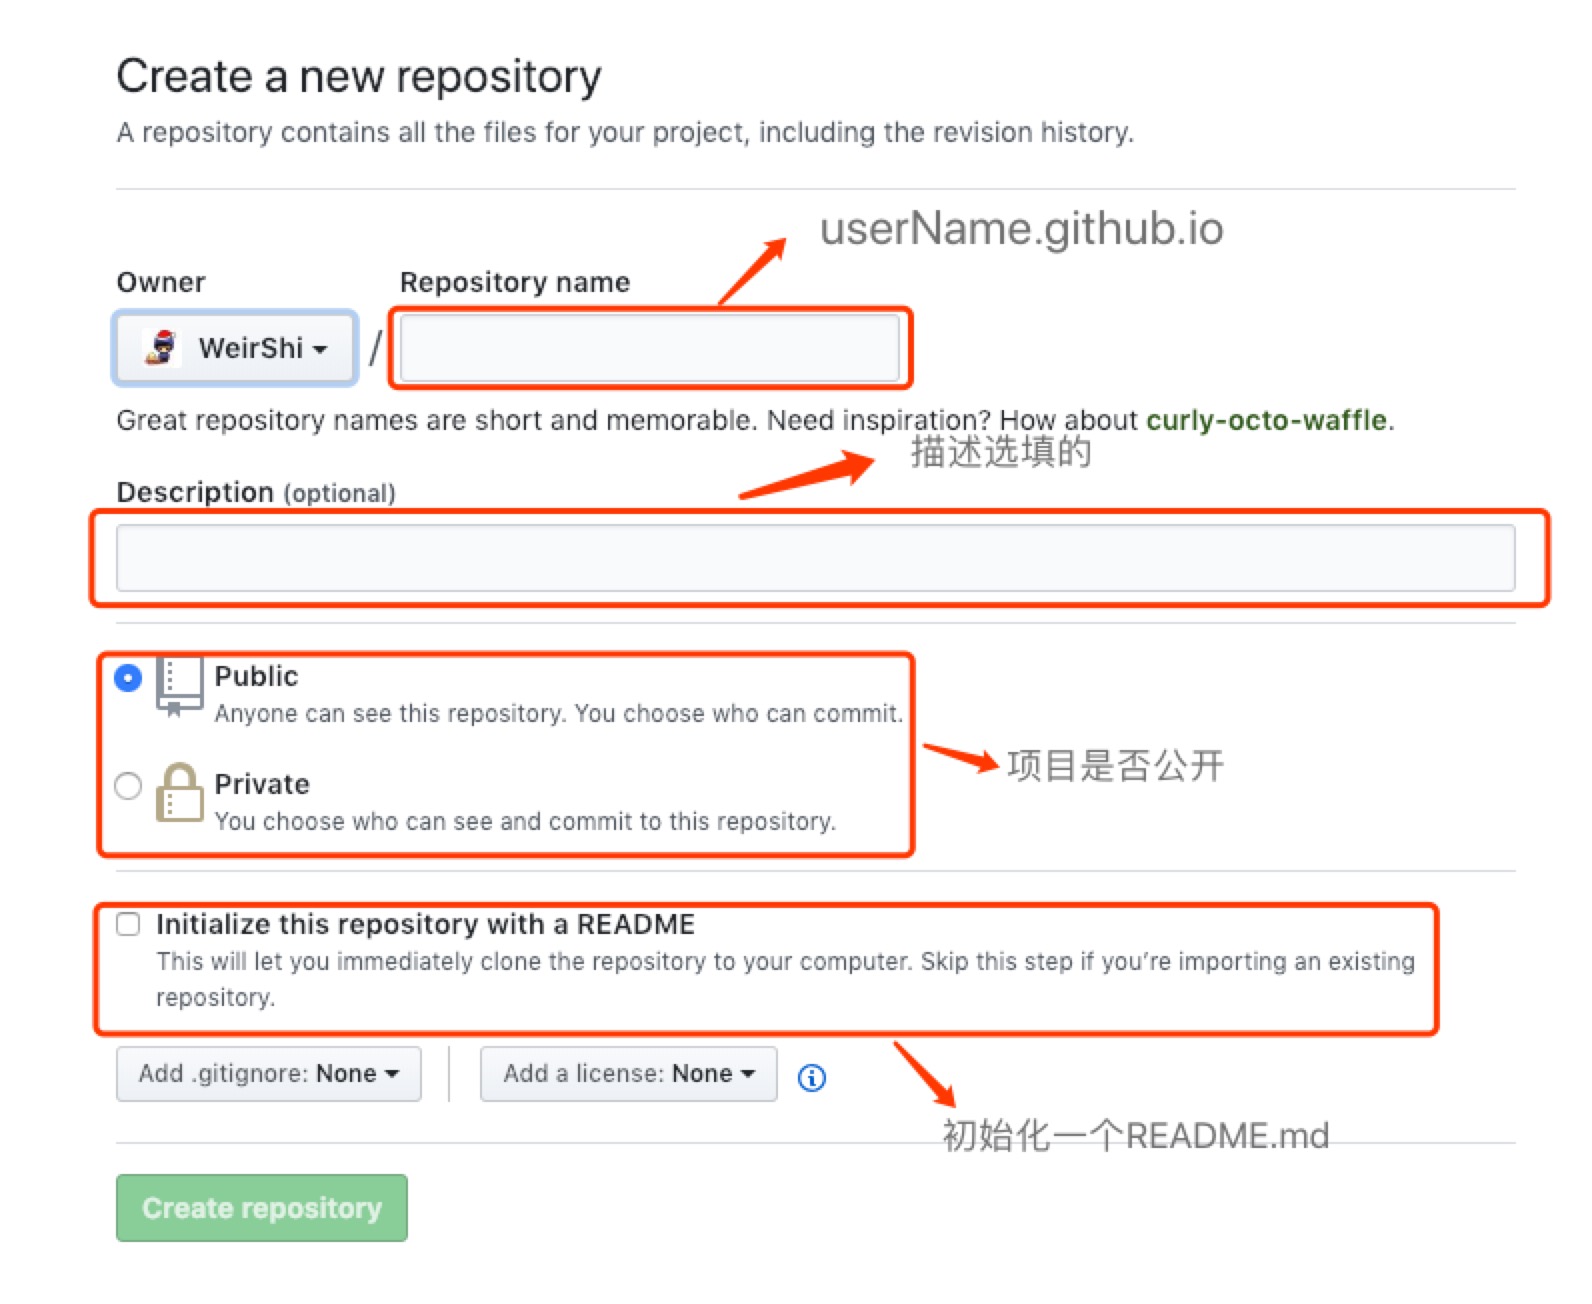 Create a new repository
A repository contains all the files for your project, including the revision history.
userName.github.io
Owner
Repository name
WeirShi
/
Great repository names are short and memorable. Need inspiration? How about curly-octo-waffle.
描述选填的
Description (optional)
Public
Anyone can see this repository. You choose who can commit.
项目是否公开
Private
You choose who can see and commit to this repository.
Initialize this repository with a README
This will let you immediately clone the repository to your computer. Skip this step if you’re importing an existing
repository.
Add .gitignore: None
Add a license: None
初始化一个README.md
Create repository